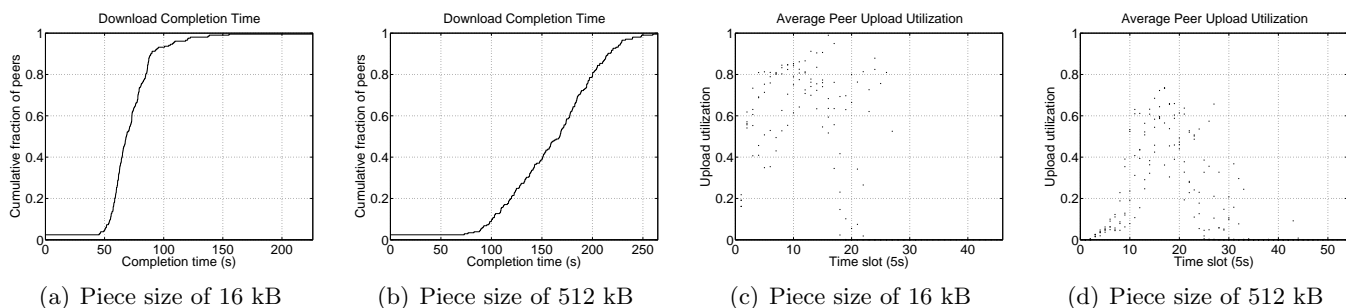 Download Completion Time
Cumulative fraction of peers
1
0.8
0.6
0.4
0.2
0
0 50 100 150 200
Completion time (s)
(a) Piece size of 16 kB
Download Completion Time
Cumulative fraction of peers
1
0.8
0.6
0.4
0.2
0
0 50 100 150 200 250
Completion time (s)
(b) Piece size of 512 kB
Average Peer Upload Utilization
Upload utilization
1
0.8
0.6
0.4
0.2
0
0 10 20 30 40
Time slot (5s)
(c) Piece size of 16 kB
Average Peer Upload Utilization
Upload utilization
1
0.8
0.6
0.4
0.2
0
0 10 20 30 40 50
Time slot (5s)
(d) Piece size of 512 kB